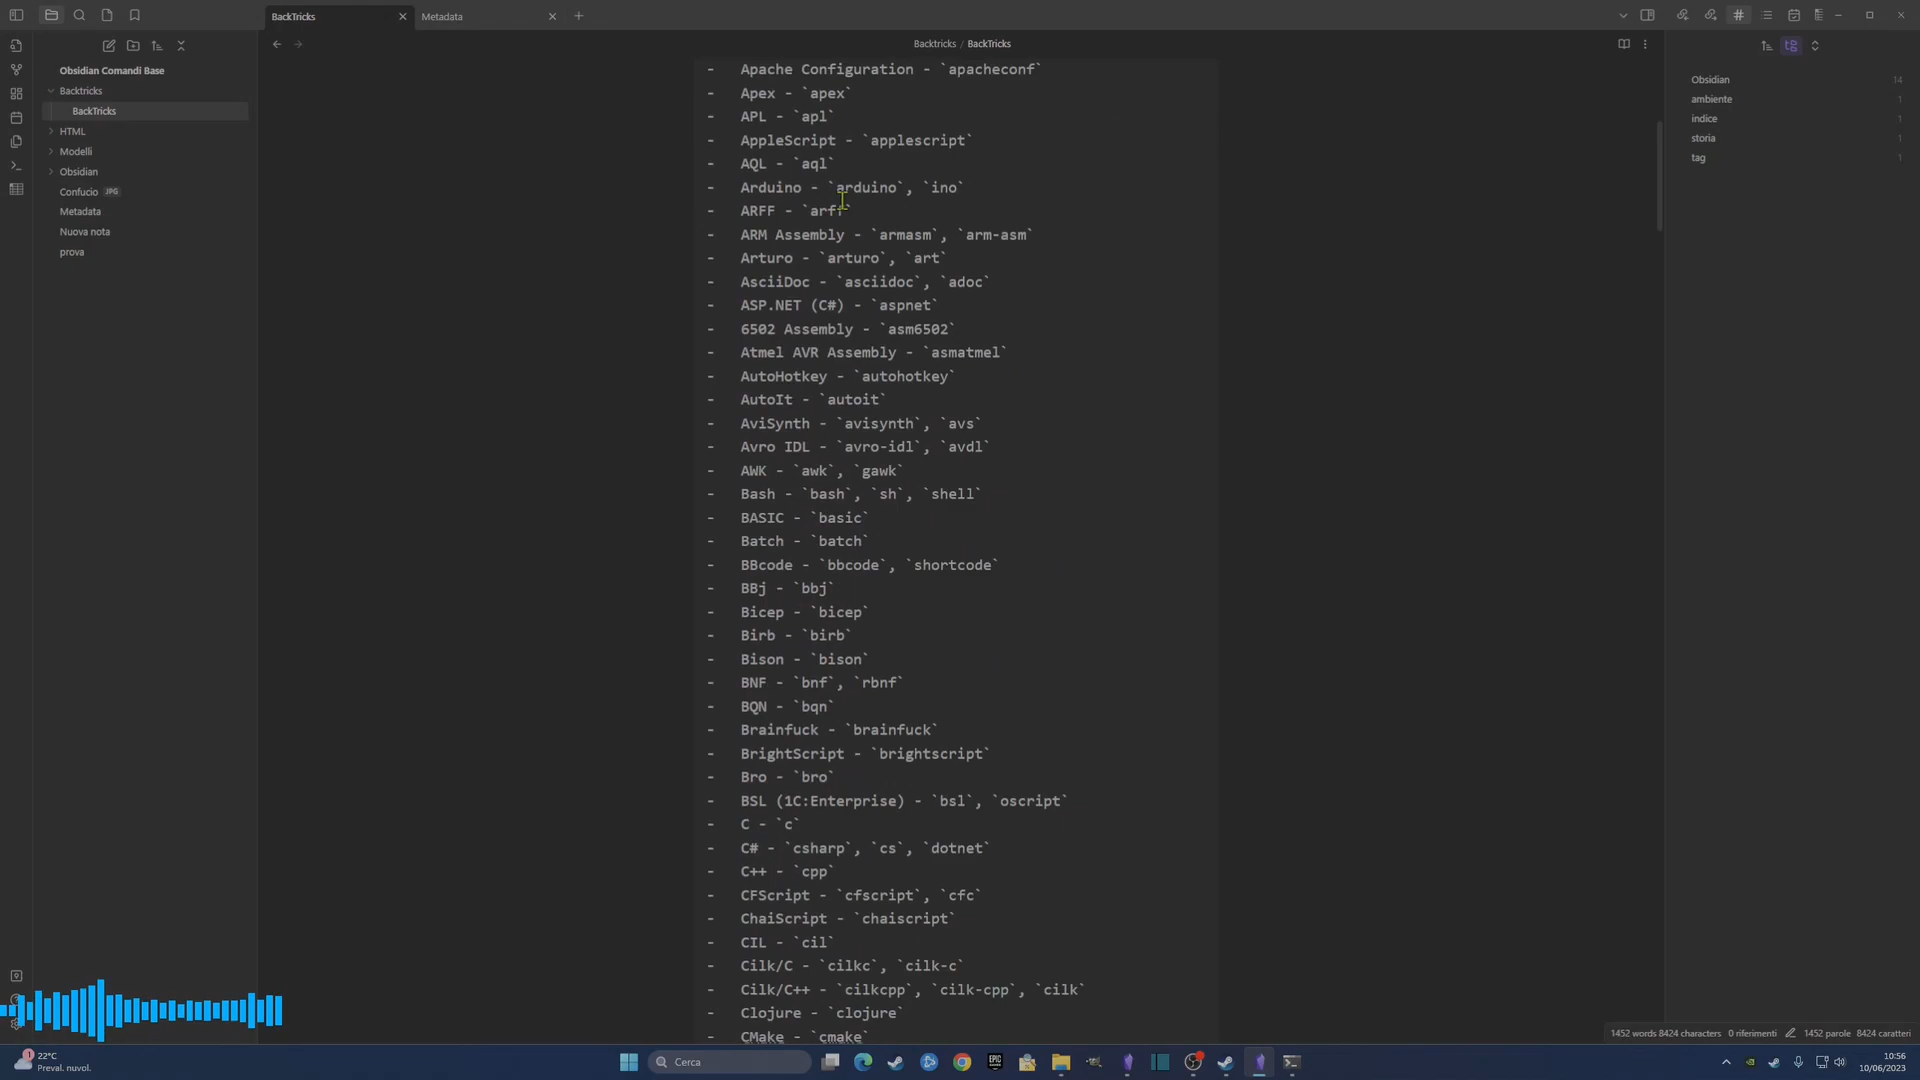 BackTricks
Metadata
Backtricks / BackTricks
Obsidian Comandi Base
Backtricks
BackTricks
HTML
Modelli
Obsidian
Confucio JPG
Metadata
Nuova nota
prova
- Apache Configuration - `apacheconf`
- Apex - `apex`
- APL - `apl`
- AppleScript - `applescript`
- AQL - `aql`
- Arduino - `arduino`, `ino`
- ARFF - `arff`
- ARM Assembly - `armasm`, `arm-asm`
- Arturo - `arturo`, `art`
- AsciiDoc - `asciidoc`, `adoc`
- ASP.NET (C#) - `aspnet`
- 6502 Assembly - `asm6502`
- Atmel AVR Assembly - `asmatmel`
- AutoHotkey - `autohotkey`
- AutoIt - `autoit`
- AviSynth - `avisynth`, `avs`
- Avro IDL - `avro-idl`, `avdl`
- AWK - `awk`, `gawk`
- Bash - `bash`, `sh`, `shell`
- BASIC - `basic`
- Batch - `batch`
- BBcode - `bbcode`, `shortcode`
- BBj - `bbj`
- Bicep - `bicep`
- Birb - `birb`
- Bison - `bison`
- BNF - `bnf`, `rbnf`
- BQN - `bqn`
- Brainfuck - `brainfuck`
- BrightScript - `brightscript`
- Bro - `bro`
- BSL (1C:Enterprise) - `bsl`, `oscript`
- C - `c`
- C# - `csharp`, `cs`, `dotnet`
- C++ - `cpp`
- CFScript - `cfscript`, `cfc`
- ChaiScript - `chaiscript`
- CIL - `cil`
- Cilk/C - `cilkc`, `cilk-c`
- Cilk/C++ - `cilkcpp`, `cilk-cpp`, `cilk`
- Clojure - `clojure`
- CMake - `cmake`
Obsidian 14
ambiente 1
indice 1
storia 1
tag 1
1452 words 8424 characters 0 riferimenti 1452 parole 8424 caratteri
1
22°C
Preval. nuvol.
Cerca
EPIC
10:56
10/06/2023